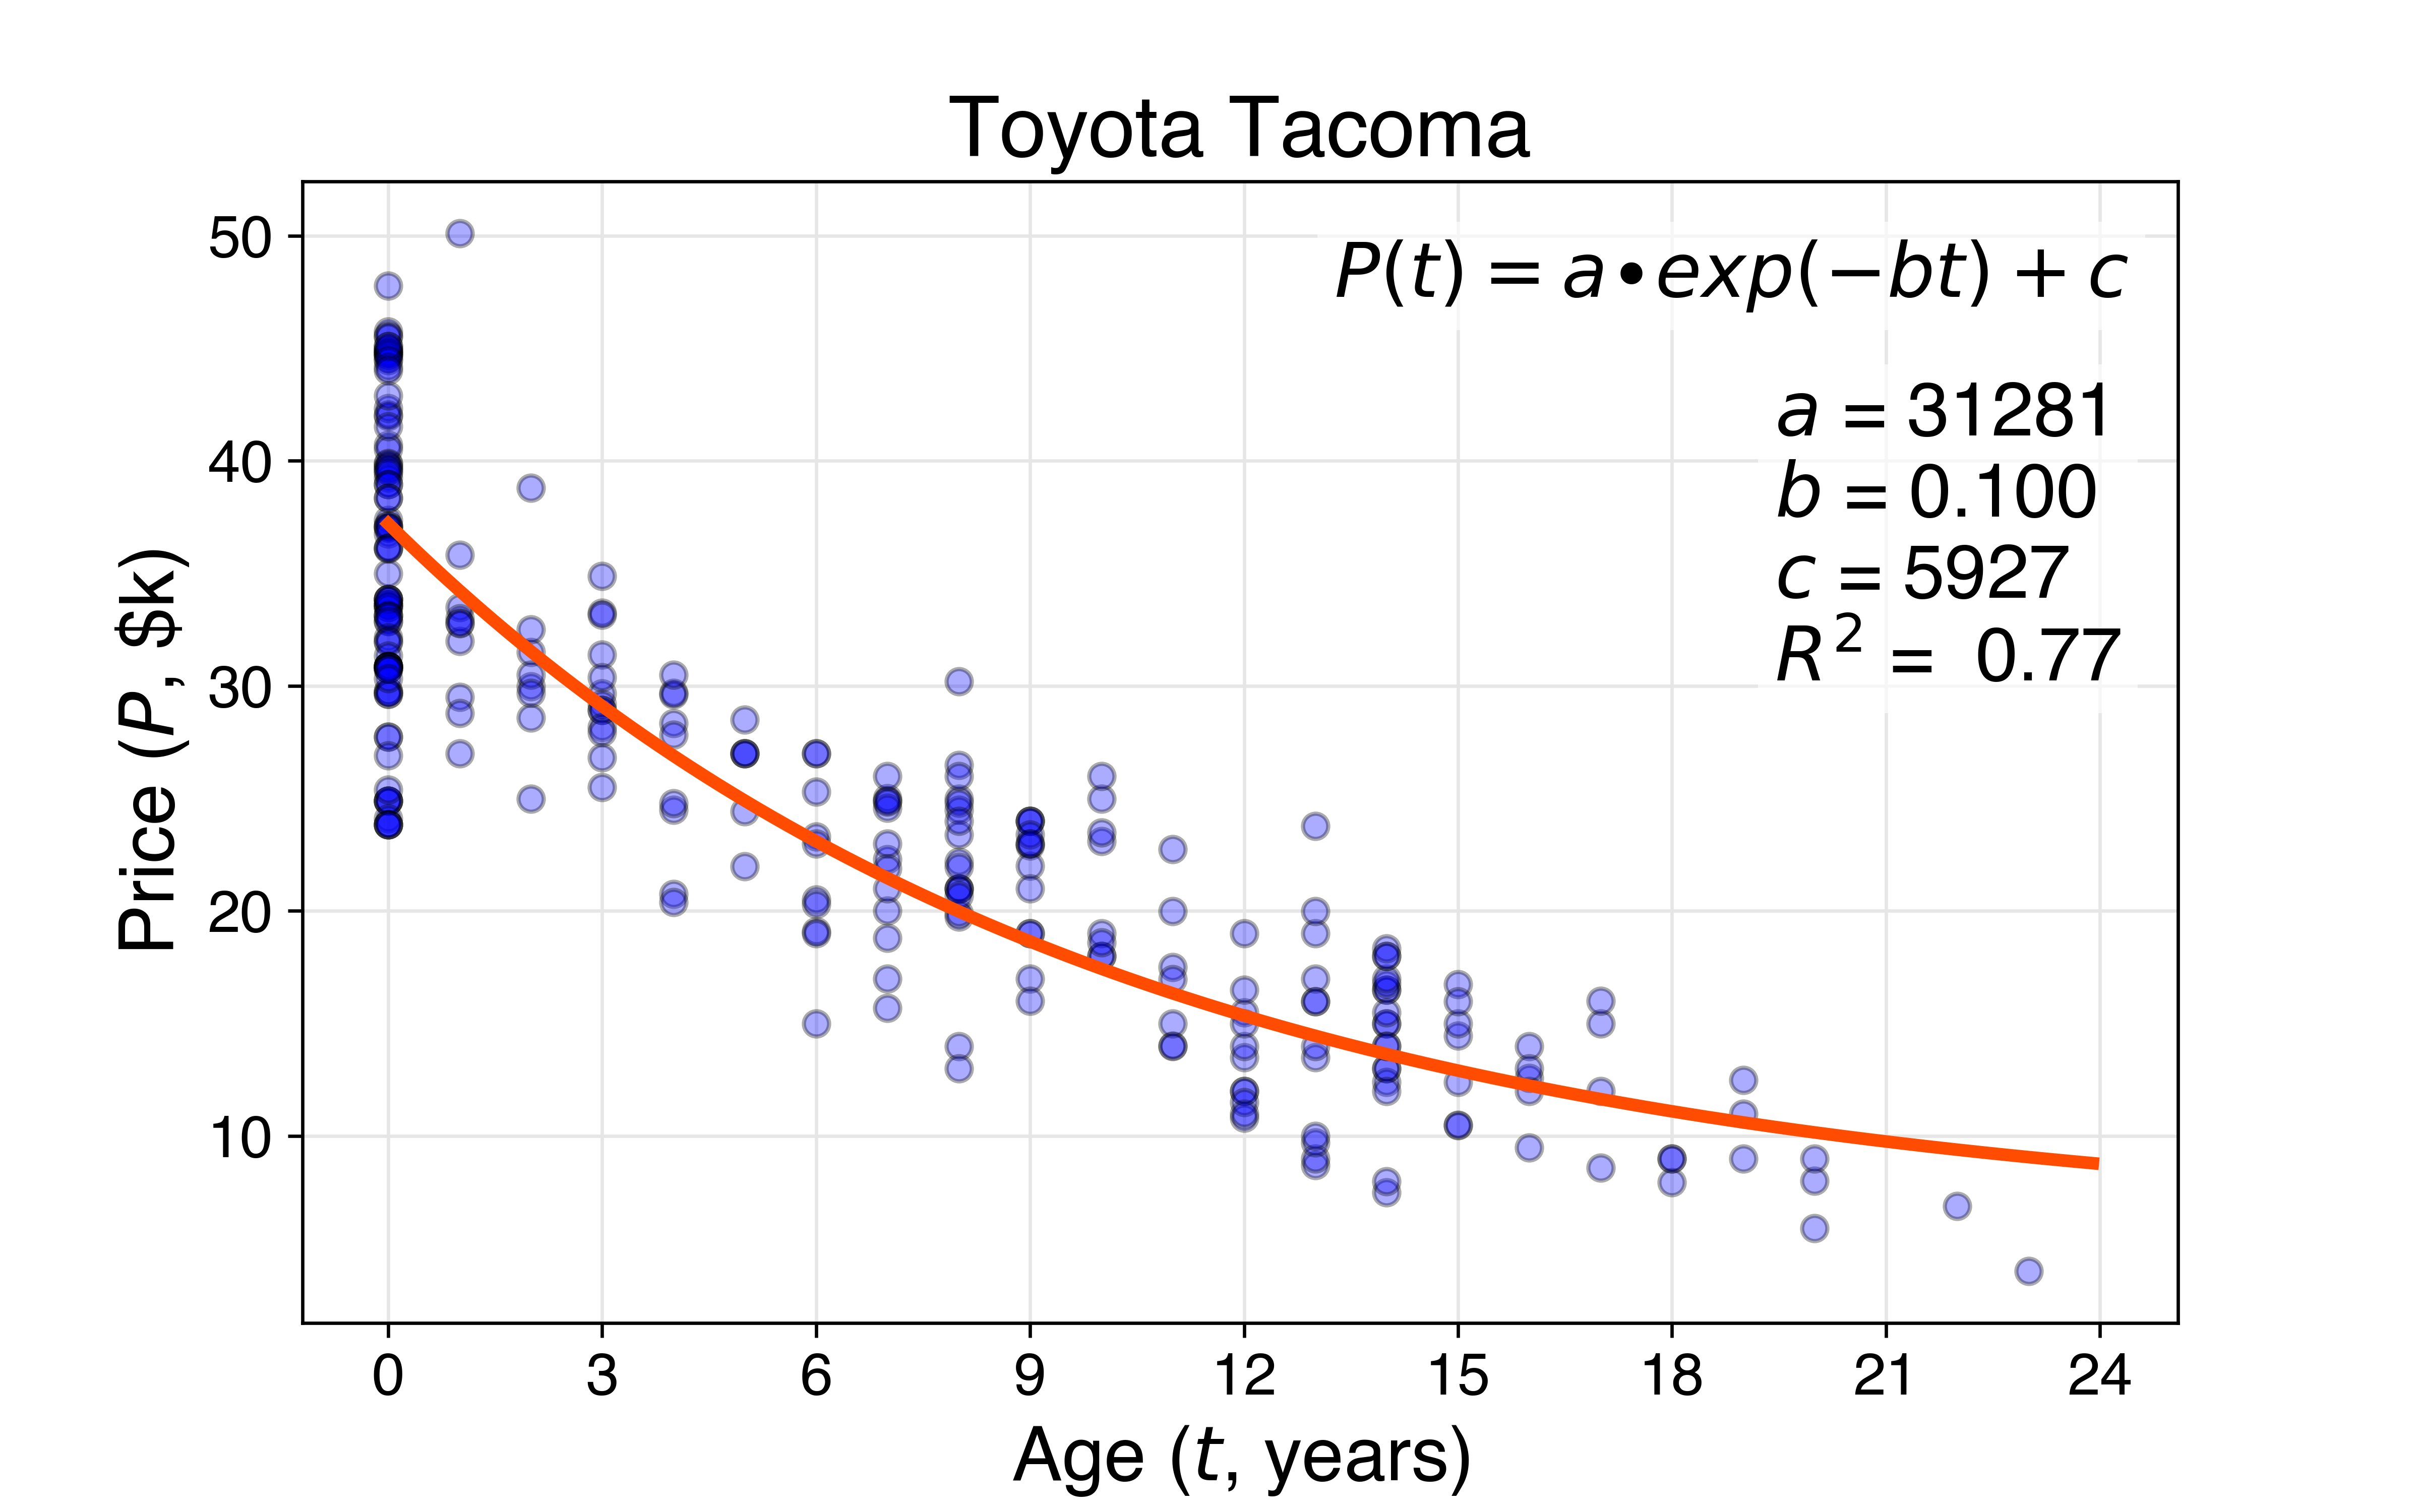 Toyota Tacoma
P(t) = a•exp(−bt) + c
a = 31281
b = 0.100
c = 5927
R² = 0.77
Price (P, $k)
50
40
30
20
10
0 3 6 9 12 15 18 21 24
Age (t, years)